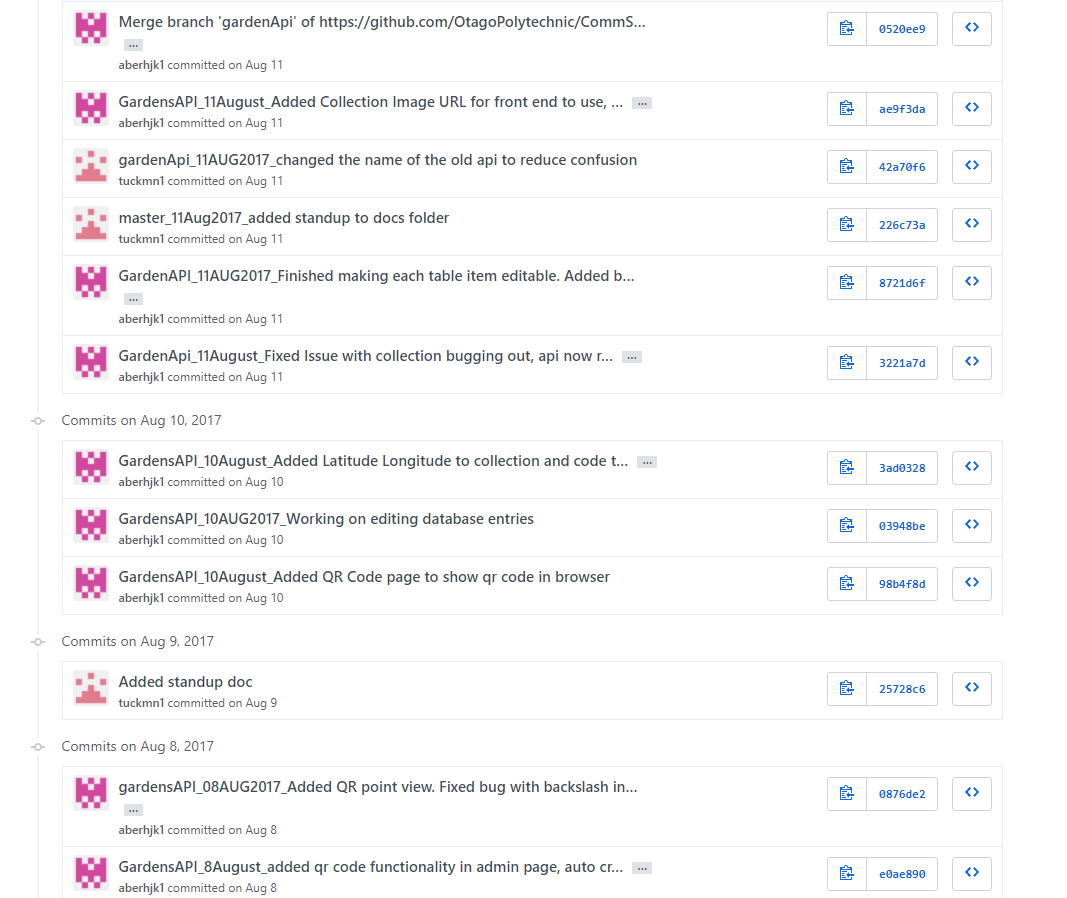 Merge branch 'gardenApi' of https://github.com/OtagoPolytechnic/CommS...
...
0520ee9
aberhjk1 committed on Aug 11
GardensAPI_11August_Added Collection Image URL for front end to use, ... ...
ae9f3da
aberhjk1 committed on Aug 11
gardenApi_11AUG2017_changed the name of the old api to reduce confusion
42a70f6
tuckmn1 committed on Aug 11
master_11Aug2017_added standup to docs folder
226c73a
tuckmn1 committed on Aug 11
GardenAPI_11AUG2017_Finished making each table item editable. Added b...
...
8721d6f
aberhjk1 committed on Aug 11
GardenApi_11August_Fixed Issue with collection bugging out, api now r... ...
3221a7d
aberhjk1 committed on Aug 11
Commits on Aug 10, 2017
GardensAPI_10August_Added Latitude Longitude to collection and code t... ...
3ad0328
aberhjk1 committed on Aug 10
GardensAPI_10AUG2017_Working on editing database entries
03948be
aberhjk1 committed on Aug 10
GardensAPI_10August_Added QR Code page to show qr code in browser
98b4f8d
aberhjk1 committed on Aug 10
Commits on Aug 9, 2017
Added standup doc
25728c6
tuckmn1 committed on Aug 9
Commits on Aug 8, 2017
gardensAPI_08AUG2017_Added QR point view. Fixed bug with backslash in...
...
0876de2
aberhjk1 committed on Aug 8
GardensAPI_8August_added qr code functionality in admin page, auto cr... ...
e0ae890
aberhjk1 committed on Aug 8